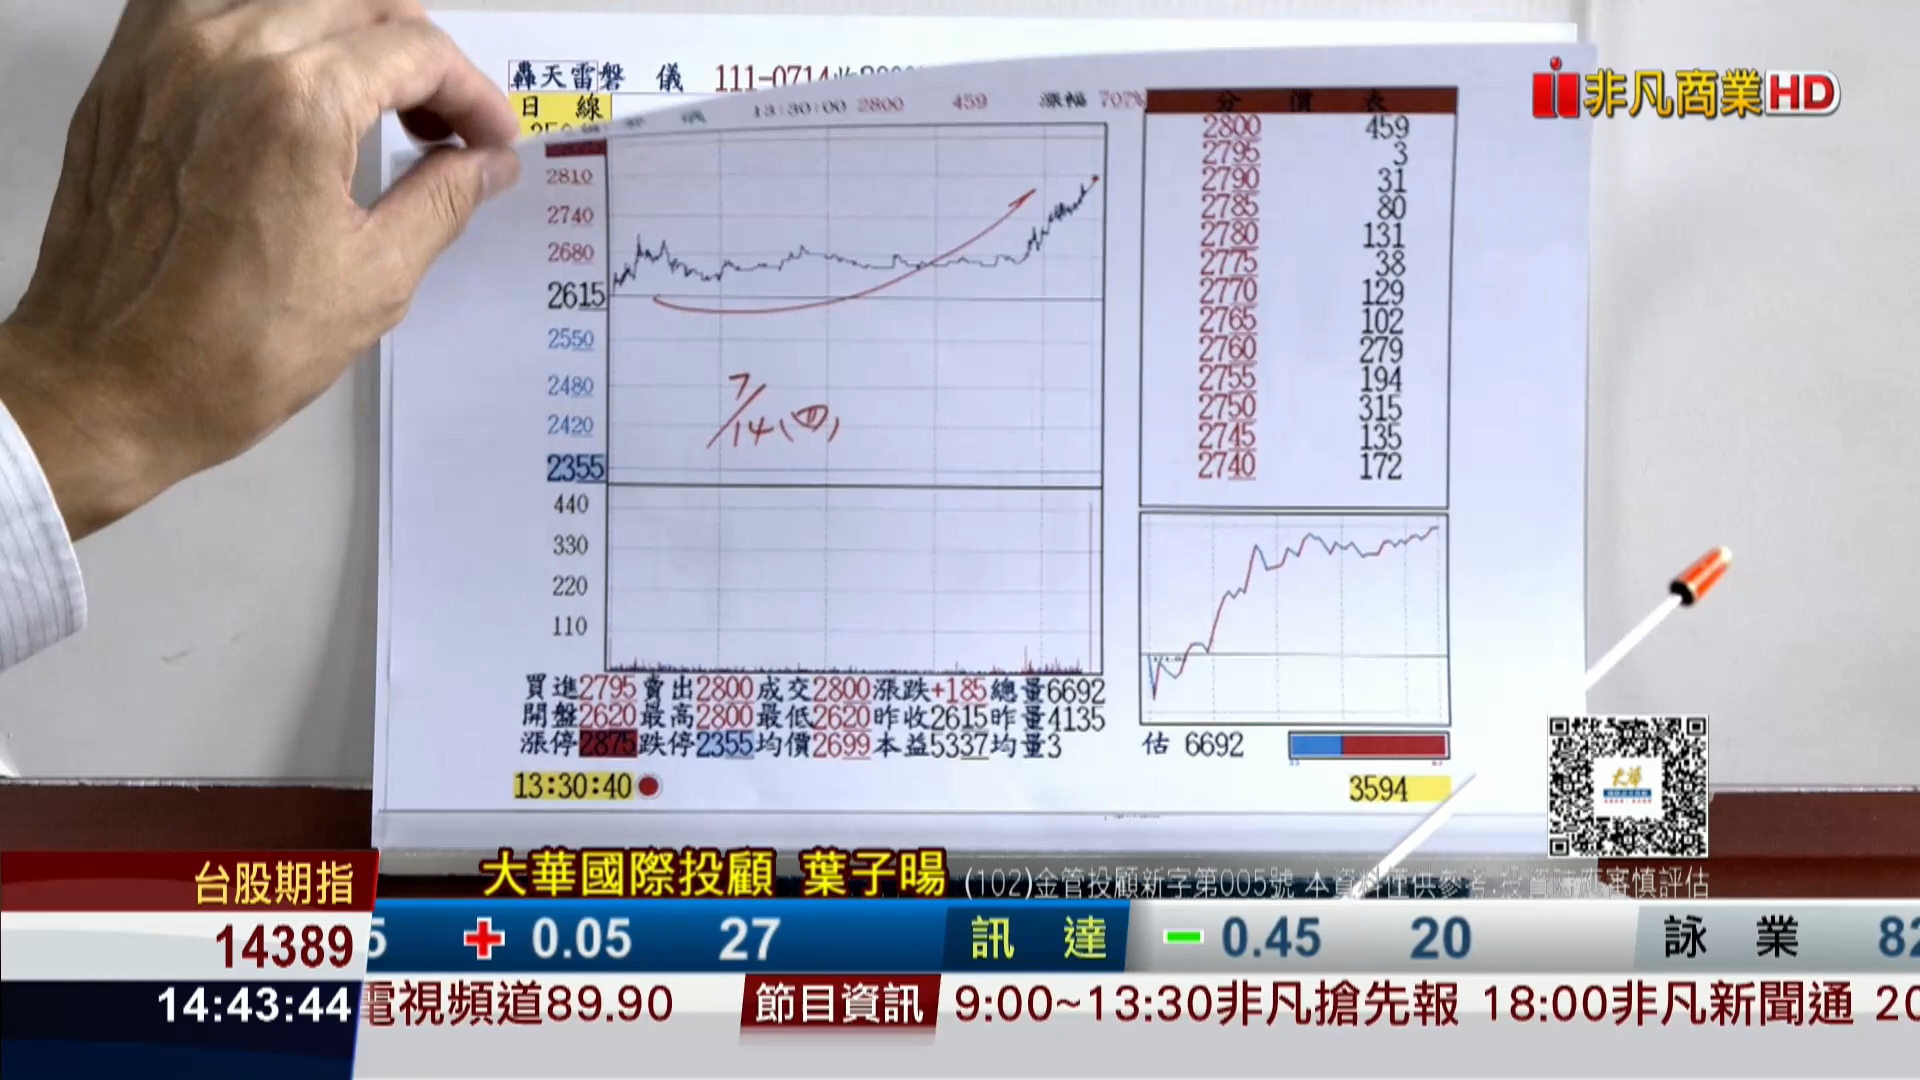 轟天雷磐 儀 111-0714
日 線
非凡商業HD
13:30:00 2800 459 漲幅 707%
分 價 表
2800 459
2795 3
2790 31
2785 80
2780 131
2775 38
2770 129
2765 102
2760 279
2755 194
2750 315
2745 135
2740 172
2810
2740
2680
2615
2550
2480
2420
2355
7/14(四)
440
330
220
110
買進2795賣出2800成交2800漲跌+185總量6692
開盤2620最高2800最低2620昨收2615昨量4135
漲停2875跌停2355均價2699本益5337均量3
估 6692
13:30:40
3594
大華
大華國際投顧 葉子暘
(102)金管投顧新字第005號 本資料僅供參考,投資時應審慎評估
台股期指
14389
5 + 0.05 27 訊 達 - 0.45 20 詠 業 82
14:43:44
電視頻道89.90 節目資訊 9:00~13:30非凡搶先報 18:00非凡新聞通 20